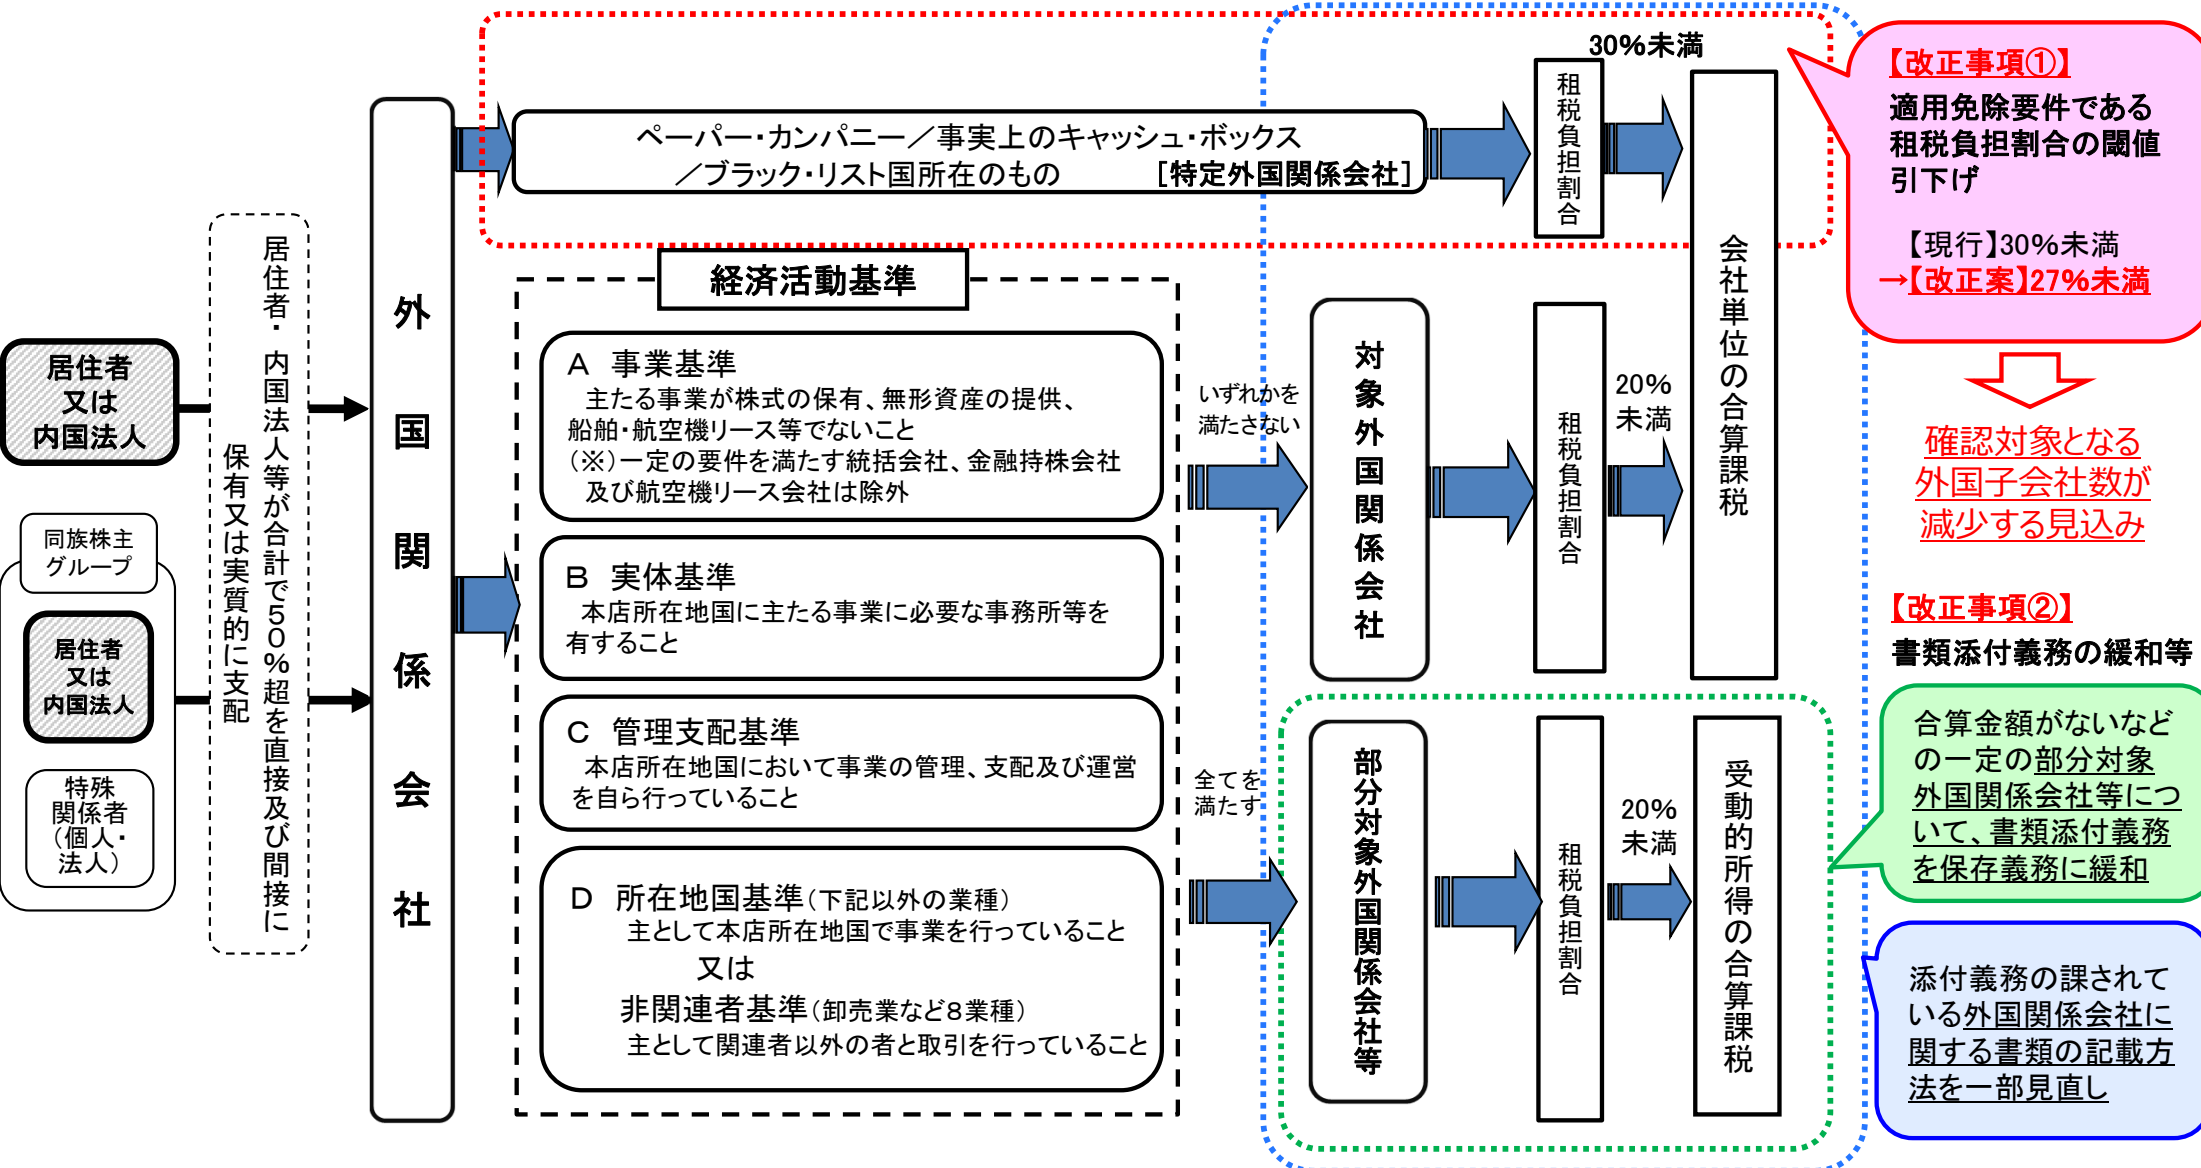 居住者
又は
内国法人
同族株主
グループ
居住者
又は
内国法人
特殊
関係者
（個人・
法人）
居住者・内国法人等が合計で５０％超を直接及び間接に
保有又は実質的に支配
外国関係会社
ペーパー・カンパニー／事実上のキャッシュ・ボックス
／ブラック・リスト国所在のもの　［特定外国関係会社］
租税負担割合
30%未満
経済活動基準
Ａ　事業基準
主たる事業が株式の保有、無形資産の提供、
船舶・航空機リース等でないこと
（※）一定の要件を満たす統括会社、金融持株会社
及び航空機リース会社は除外
Ｂ　実体基準
本店所在地国に主たる事業に必要な事務所等を
有すること
Ｃ　管理支配基準
本店所在地国において事業の管理、支配及び運営
を自ら行っていること
Ｄ　所在地国基準（下記以外の業種）
主として本店所在地国で事業を行っていること
又は
非関連者基準（卸売業など8業種）
主として関連者以外の者と取引を行っていること
いずれかを
満たさない
対象外国関係会社
租税負担割合
20%
未満
会社単位の合算課税
全てを
満たす
部分対象外国関係会社等
租税負担割合
20%
未満
受動的所得の合算課税
【改正事項①】
適用免除要件である
租税負担割合の閾値
引下げ
【現行】30%未満
→【改正案】27%未満
確認対象となる
外国子会社数が
減少する見込み
【改正事項②】
書類添付義務の緩和等
合算金額がないなど
の一定の部分対象
外国関係会社等につ
いて、書類添付義務
を保存義務に緩和
添付義務の課されて
いる外国関係会社に
関する書類の記載方
法を一部見直し